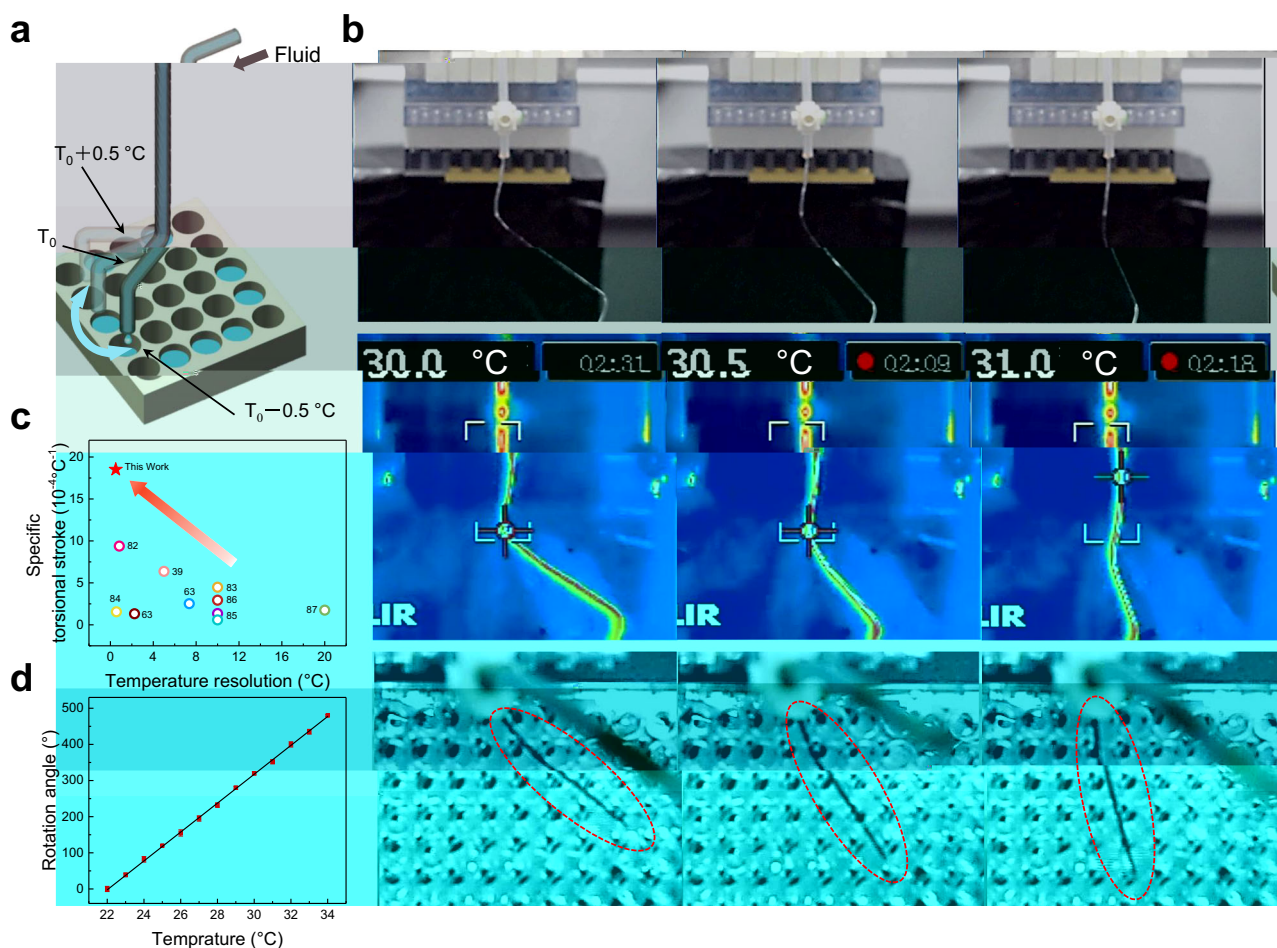 a
b
Fluid
T0+0.5 °C
T0
T0−0.5 °C
30.0 °C
02:31
30.5 °C
02:09
31.0 °C
02:18
LIR
LIR
LIR
c
Specific
torsional stroke (10-4°C-1)
20
15
10
5
0
This Work
82
39
83
86
63
84
63
85
87
0 4 8 12 16 20
Temperature resolution (°C)
d
Rotation angle (°)
500
400
300
200
100
0
22 24 26 28 30 32 34
Temprature (°C)